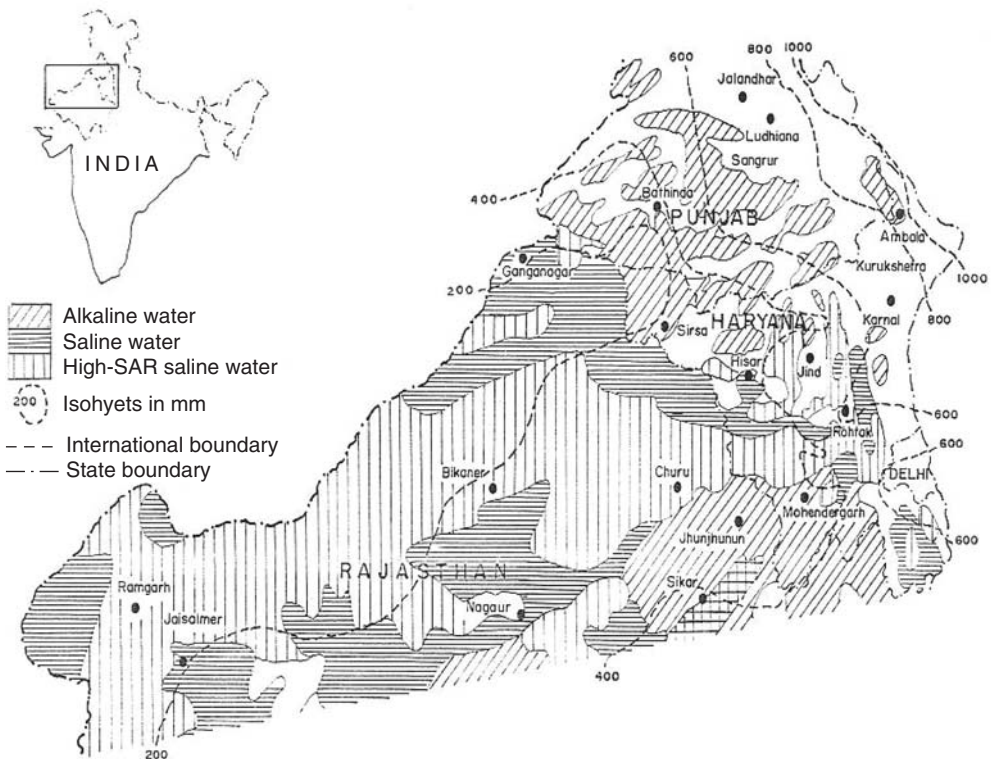 INDIA
Alkaline water
Saline water
High-SAR saline water
200 Isohyets in mm
International boundary
State boundary
600
800
1000
Jalandhar
Ludhiana
Sangrur
400
Bathinda
PUNJAB
Ambala
Kurukshetra
1000
Ganganagar
200
Sirsa
HARYANA
Karnal
800
Hisar
Jind
Rohtak
600
600
Bikaner
Churu
DELHI
Mohendergarh
Jhunjhunun
600
RAJASTHAN
Ramgarh
Sikar
Nagaur
Jaisalmer
400
200